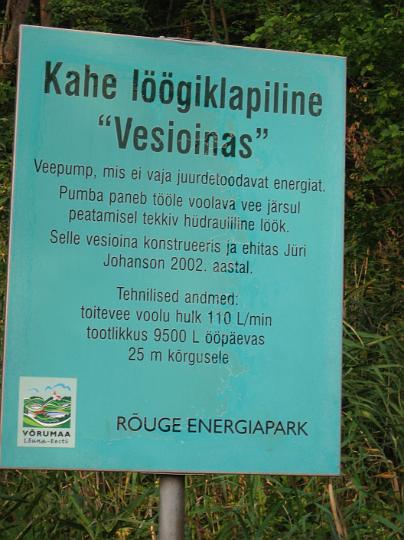 Kahe löögiklapiline
“Vesioinas”
Veepump, mis ei vaja juurdetoodavat energiat.
Pumba paneb tööle voolava vee järsul
peatamisel tekkiv hüdrauliline löök.
Selle vesioina konstrueeris ja ehitas Jüri
Johanson 2002. aastal.
Tehnilised andmed:
toitevee voolu hulk 110 L/min
tootlikkus 9500 L ööpäevas
25 m kõrgusele
VÕRUMAA
Lõuna-Eesti
RÕUGE ENERGIAPARK